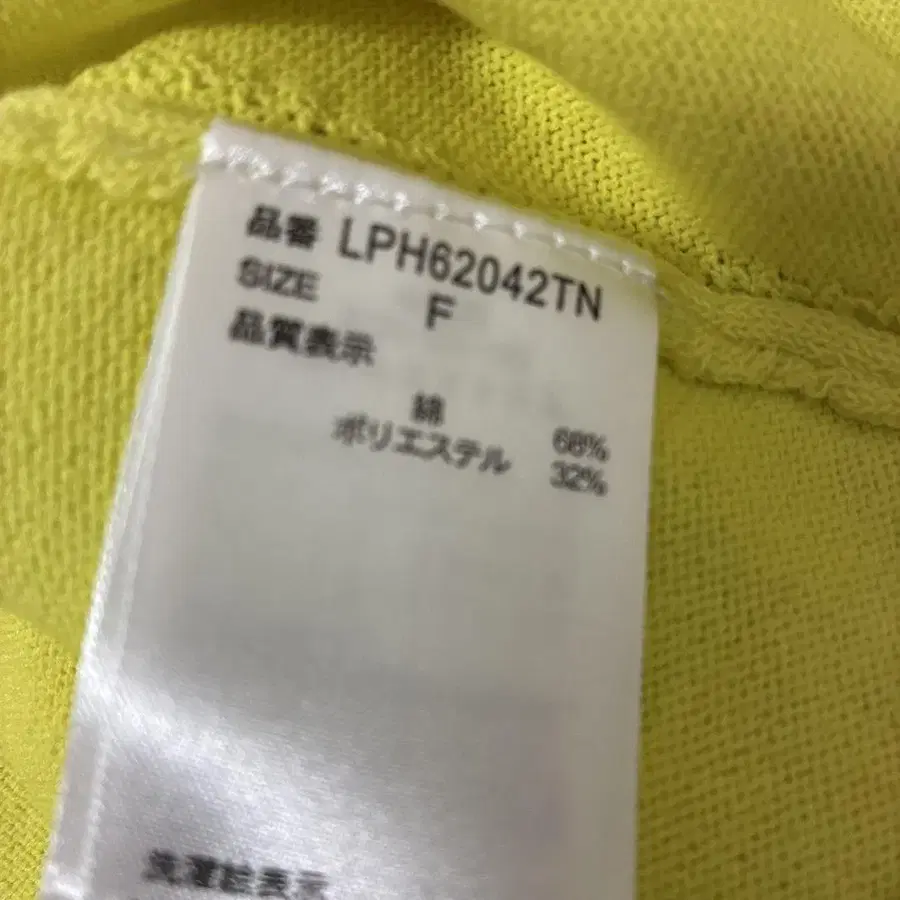 品番 LPH62042TN
SIZE F
品質表示
綿 68%
ポリエステル 32%
洗濯絵表示